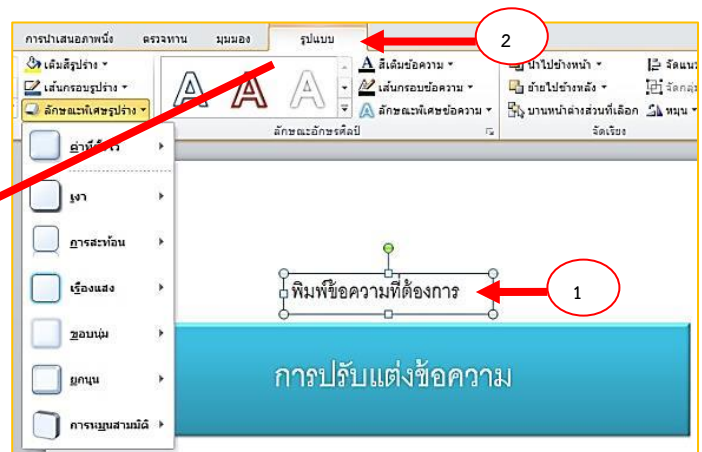 การนำเสนอภาพนิ่ง ตรวจทาน มุมมอง รูปแบบ 2
เติมสีรูปร่าง A A A สีเติมข้อความ นำไปข้างหน้า จัดแนว
เส้นกรอบรูปร่าง เส้นกรอบข้อความ ย้ายไปข้างหลัง จัดกลุ่ม
ลักษณะพิเศษรูปร่าง ลักษณะพิเศษข้อความ บานหน้าต่างส่วนที่เลือก หมุน
ลักษณะอักษรศิลป์ จัดเรียง
เงา
การสะท้อน
เรืองแสง
ขอบนุ่ม
ยกนูน
การหมุนสามมิติ
พิมพ์ข้อความที่ต้องการ 1
การปรับแต่งข้อความ